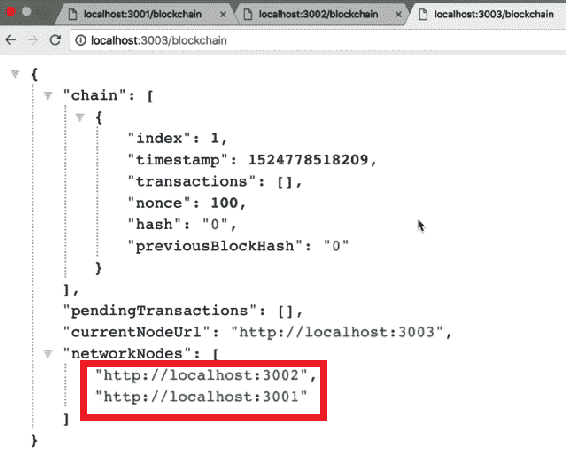 localhost:3001/blockchain
localhost:3002/blockchain
localhost:3003/blockchain
localhost:3003/blockchain
{
"chain": [
{
"index": 1,
"timestamp": 1524778518209,
"transactions": [],
"nonce": 100,
"hash": "0",
"previousBlockHash": "0"
}
],
"pendingTransactions": [],
"currentNodeUrl": "http://localhost:3003",
"networkNodes": [
"http://localhost:3002",
"http://localhost:3001"
]
}